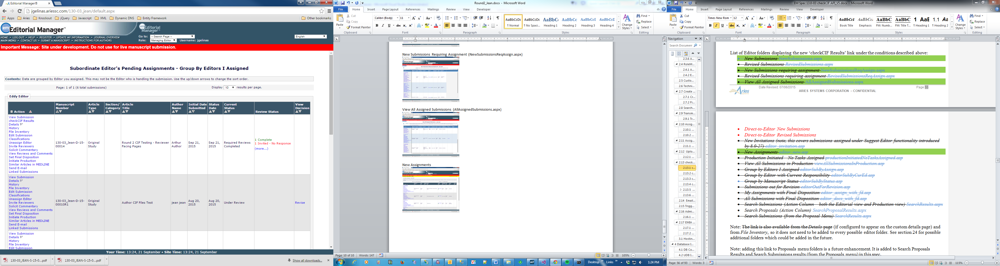 Editorial Manager®
jgelinas.ariessc.com/130-03_jean/default.aspx
Apps Aries Knockout jQuery Javascript XML Dynamic DNS Entity Framework Other bookmarks
Editorial Manager™
HOME • LOG OUT • HELP • REGISTER • UPDATE MY INFORMATION • JOURNAL OVERVIEW
MAIN MENU • CONTACT US • SUBMIT A MANUSCRIPT • INSTRUCTIONS FOR AUTHORS
Go to: -- Search Page --
Role: Managing Editor Username: jgelinas
English
Important Message: Site under development. Do not use for live manuscript submission.
Subordinate Editor's Pending Assignments - Group By Editors I Assigned
Contents: Data are grouped by Editor you assigned. This may not be the Editor who is handling the submission. Use the up/down arrows to change the sort order.
Page: 1 of 1 (6 total submissions)
Display 10 results per page.
Eddy Editor
Action
Manuscript Number
Article Type
Section/ Category
Article Title
Author Name
Initial Date Submitted
Status Date
Current Status
Review Status
View Decision
View Submission
checkCIF Results
Details
History
File Inventory
Edit Submission
Classifications
Unassign Editor
Invite Reviewers
Solicit Commentary
View Reviews and Comments
Set Final Disposition
Initiate Production
Similar Articles in MEDLINE
Send E-mail
Linked Submissions
130-03_Jean-D-15-00014
Original Study
Round 2 CIF Testing - Reviewer Facing Pages
Arthur Author
Sep 21, 2015
Sep 21, 2015
Required Reviews Completed
1 Complete
1 Invited - No Response
(more...)
View Submission
Details
History
File Inventory
Edit Submission
Classifications
Unassign Editor
Invite Reviewers
Solicit Commentary
View Reviews and Comments
Set Final Disposition
Initiate Production
Similar Articles in MEDLINE
Send E-mail
Linked Submissions
130-03_Jean-D-15-00010R1
Original Study
Author CIF Files Test
jean jean
Aug 20, 2015
Aug 20, 2015
Under Review
Revise
View Submission
Details
History
File Inventory
Edit Submission
Your Time: 13:24, 21 September • Site Time: 13:24, 21 September
130-03_JEAN-S-15-0....pdf
130-03_JEAN-S-15-0....pdf
Show all downloads...
Round2_Jean.docx - Microsoft Word
File Home Insert Page Layout References Mailings Review View Developer
Paste Cut Copy Format Painter
Calibri (Body) 11
Normal No Spaci... Heading 1 Heading 2 Heading 3 Heading 4
Change Styles
Find Replace Select
Clipboard Font Paragraph Styles Editing
New Submissions Requiring Assignment (NewSubmissionsReqAssign.aspx)
View All Assigned Submissions (AllAssignedSubmissions.aspx)
New Assignments
Page: 10 of 10 Words: 147
105%
Desktop Links 1:24 PM
EM Spec 13.0-03 checkCIF API_V5.docx - Microsoft Word
File Home Insert Page Layout References Mailings Review View Developer
Paste Cut Copy Format Painter
Times New Rom 12
Book Title Emphasis FM: Numb... FM: Title T... Heading 1 Heading 2
Change Styles
Find Replace Select
Clipboard Font Paragraph Styles Editing
Navigation
Search Documen
2.3.6 A...
2.4 RoleM...
2.4.1 A...
2.4.2 E...
2.5 Custo...
2.6 Techni...
2.7 Create ...
2.7.1 Cr...
2.7.2 Fi...
2.8 Search...
2.9 Transm...
2.9.1 Tr...
2.10 Assig...
2.10.1 ...
2.10.2 ...
2.11 Assig...
2.11.1 ...
2.12 Uplo...
2.12.1 ...
2.13 check...
2.13.1 c...
2.13.2 c...
2.13.3 c...
2.13.4 c...
2.13.5 ...
2.13.6 ...
2.14 Email...
2.15 Trigg...
2.16 Admi...
2.16.1 ...
2.17 EMIA ...
2.17.1 ...
2.17.2 ...
3.1 Hostin...
4 Database I...
4.1 DB Co...
4.2 UDB I...
List of Editor folders displaying the new ‘checkCIF Results’ link under the conditions described above:
New Submissions NewSubmissions.aspx
Revised Submissions RevisedSubmissions.aspx
New Submissions requiring assignment NewSubmissionsReqAssign.aspx
Revised Submissions requiring assignment RevisedSubmissionsReqAssign.aspx
View All Assigned Submissions AllAssignedSubmissions.aspx
Aries
Date Revised: 07/06/2015
Page 55
ARIES SYSTEMS CORPORATION – CONFIDENTIAL
Direct-to-Editor New Submissions
Direct-to-Editor Revised Submissions
New Invitations (note, this covers submissions assigned under Suggest Editor functionality introduced
by 8.0-27) editor_invitation.asp
New Assignments editor_new.asp
Production Initiated – No Tasks Assigned productionInitiatedNoTasksAssigned.asp
View All Submissions in Production viewAllSubmissionsInProduction.asp
Group by Editors I Assigned editorSubByAssign.asp
Group by Editor with Current Responsibility editorSubByCurEd.asp
Group by Manuscript Status editorSubByStatus.asp
Submissions out for Revision editorOutForRevision.asp
My Assignments with Final Disposition editor_assign_with_fd.asp
All Submissions with Final Disposition editor_docs_with_fd.asp
Search Submissions (Action Column – both the Editorial view and Production view) SearchResults.aspx
Search Proposals (Action Column) SearchProposalResults.aspx
Search Submissions (from the Proposal Menu) SearchResults.aspx
Note: The link is also available from the Details page (if configured to appear on the custom details page) and
from File Inventory, so it does not need to be added to every possible editor folder. See section 24 for possible
additional folders which could be added in the future.
Note: adding this link to Proposals menu folders is a future enhancement. It is added to Search Proposals
Results and Search Submissions results (from the Proposals menu) in this spec.
Page: 56 of 93 Words: 3
115%